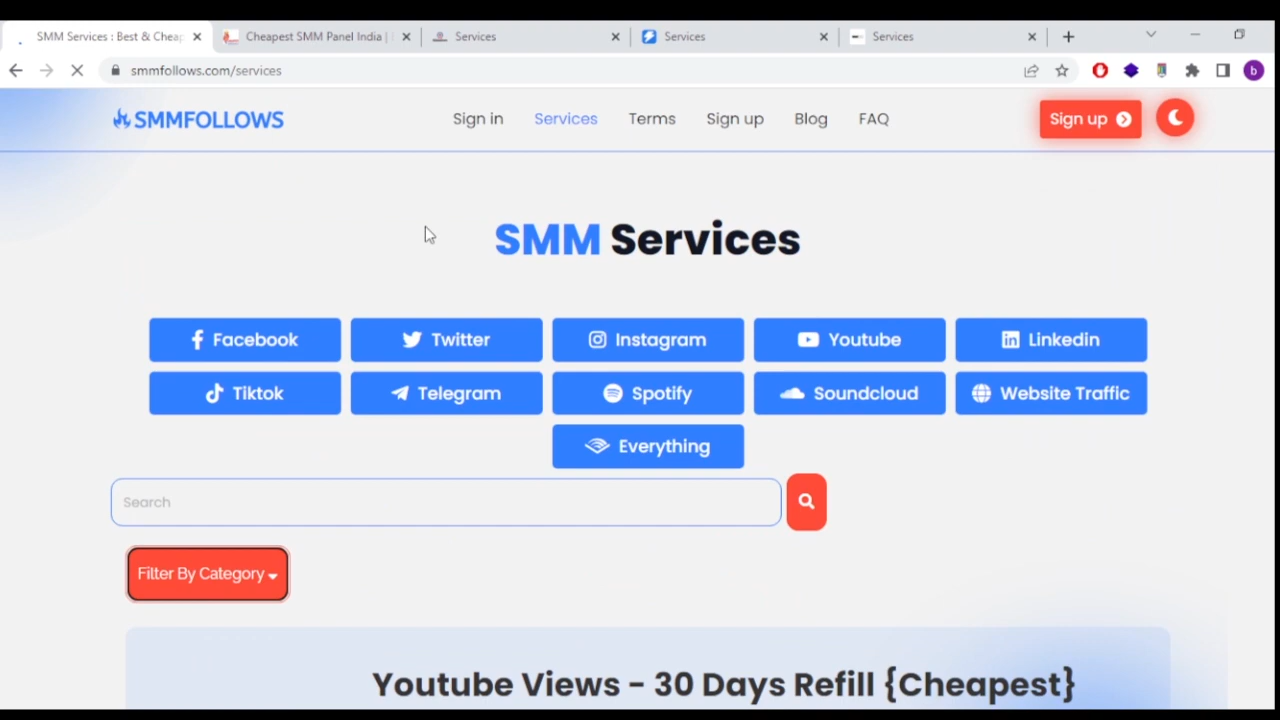 SMM Services : Best & Cheap
Cheapest SMM Panel India |
Services
Services
Services
smmfollows.com/services
b
SMMFOLLOWS
Sign in
Services
Terms
Sign up
Blog
FAQ
Sign up
SMM Services
Facebook
Twitter
Instagram
Youtube
Linkedin
Tiktok
Telegram
Spotify
Soundcloud
Website Traffic
Everything
Search
Filter By Category
Youtube Views - 30 Days Refill {Cheapest}